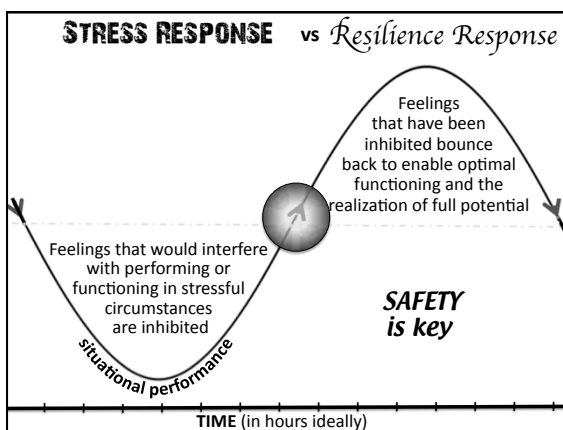 STRESS RESPONSE vs Resilience Response
Feelings
that have been
inhibited bounce
back to enable optimal
functioning and the
realization of full potential
Feelings that would interfere
with performing or
functioning in stressful
circumstances
are inhibited
situational performance
SAFETY
is key
TIME (in hours ideally)